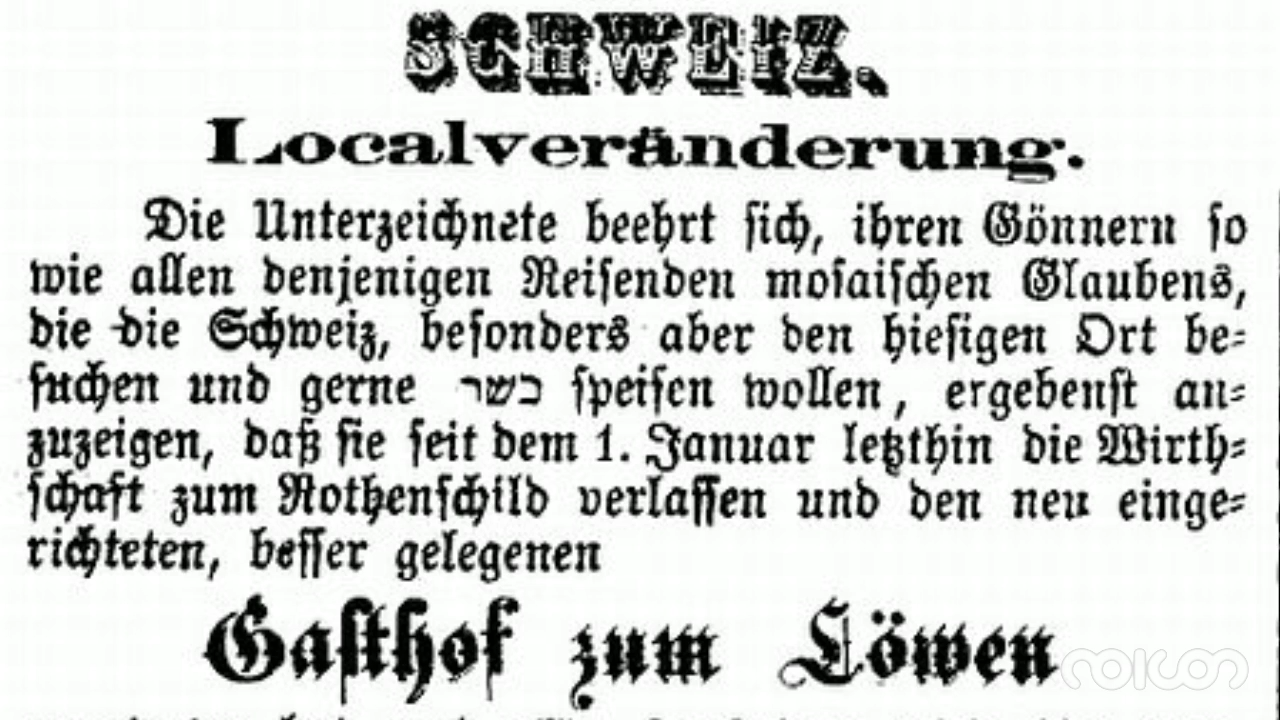 SCHWEIZ.
Localveränderung.
Die Unterzeichnete beehrt sich, ihren Gönnern so
wie allen denjenigen Reisenden mosaischen Glaubens,
die die Schweiz, besonders aber den hiesigen Ort be-
suchen und gerne כשר speisen wollen, ergebenst an-
zuzeigen, daß sie seit dem 1. Januar letzthin die Wirth-
schaft zum Rothenschild verlassen und den neu einge-
richteten, besser gelegenen
Gasthof zum Löwen